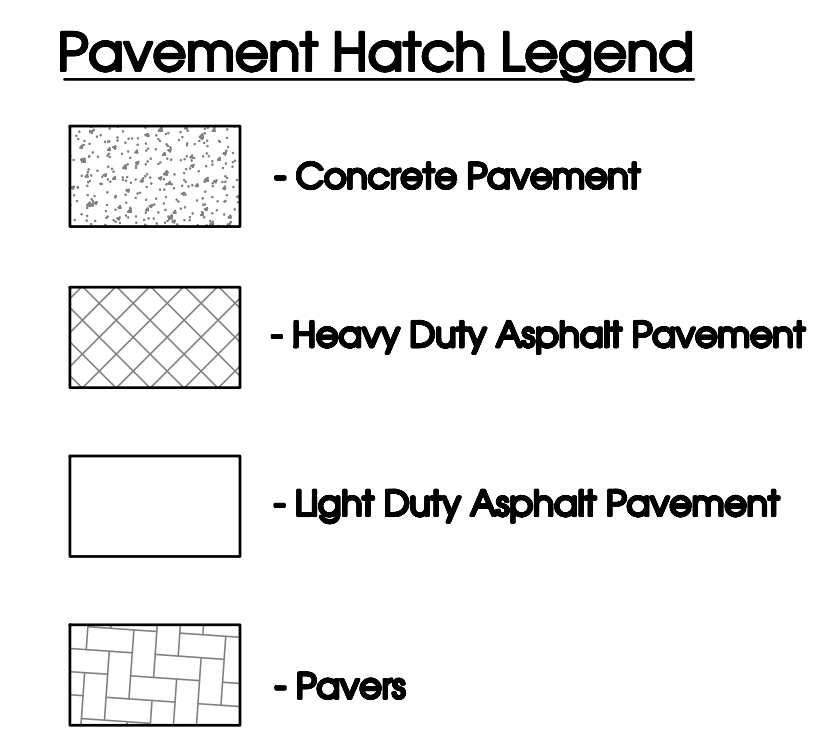 Pavement Hatch Legend
- Concrete Pavement
- Heavy Duty Asphalt Pavement
- Light Duty Asphalt Pavement
- Pavers